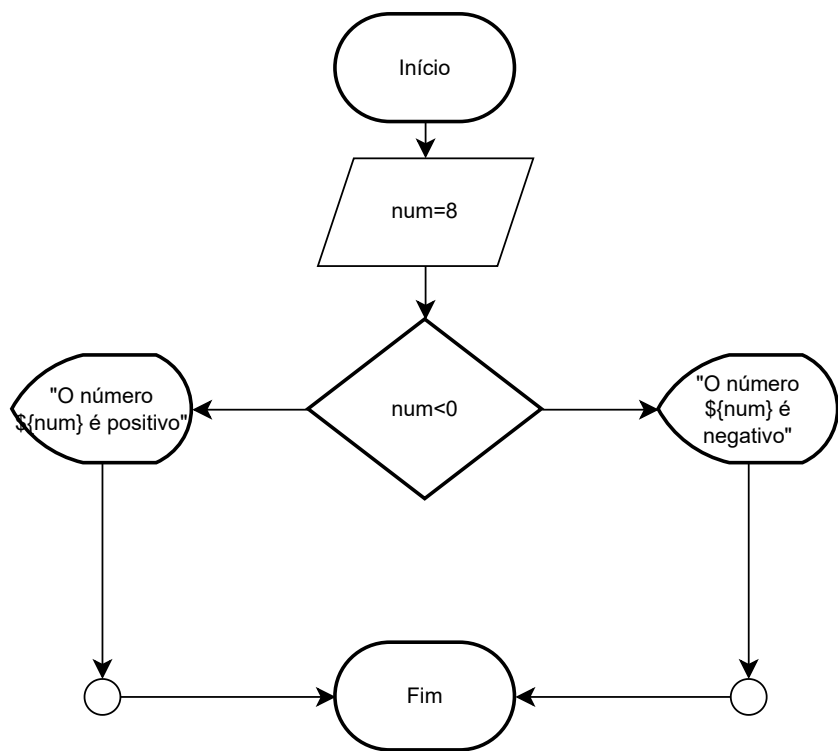 Início
num=8
"O número
${num} é positivo"
num<0
"O número
${num} é
negativo"
Fim